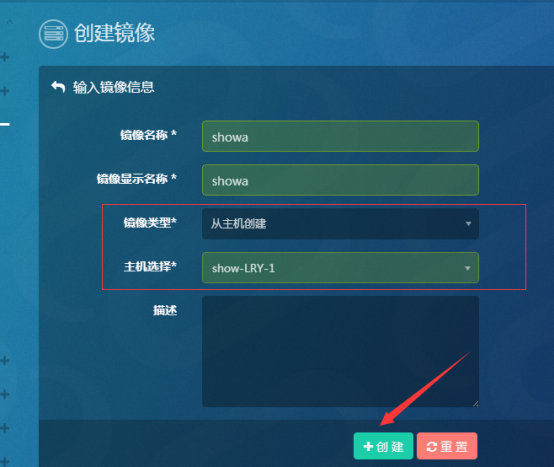 创建镜像
输入镜像信息
镜像名称 * showa
镜像显示名称 * showa
镜像类型* 从主机创建
主机选择* show-LRY-1
描述
创建 重置